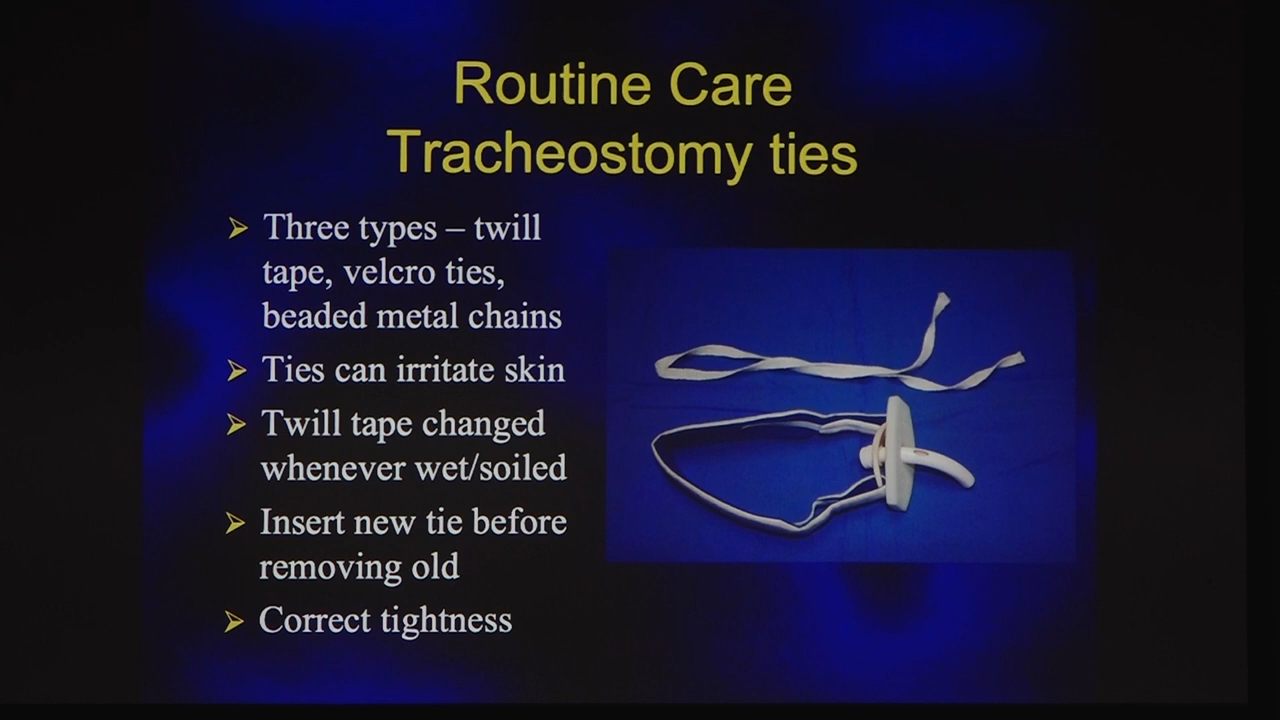 Routine Care
Tracheostomy ties
Three types – twill
tape, velcro ties,
beaded metal chains
Ties can irritate skin
Twill tape changed
whenever wet/soiled
Insert new tie before
removing old
Correct tightness